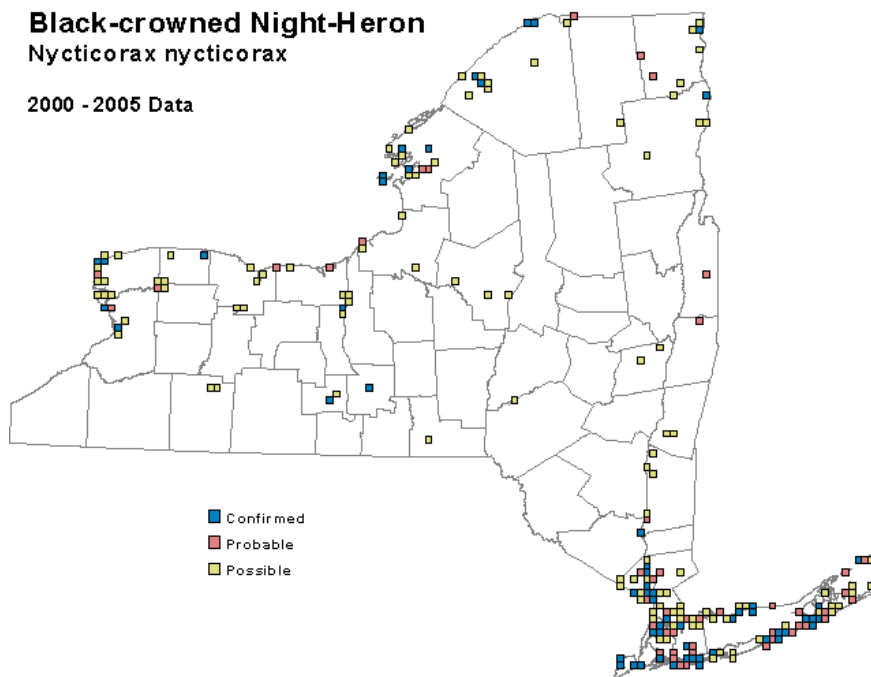 Black-crowned Night-Heron
Nycticorax nycticorax
2000 - 2005 Data
Confirmed
Probable
Possible